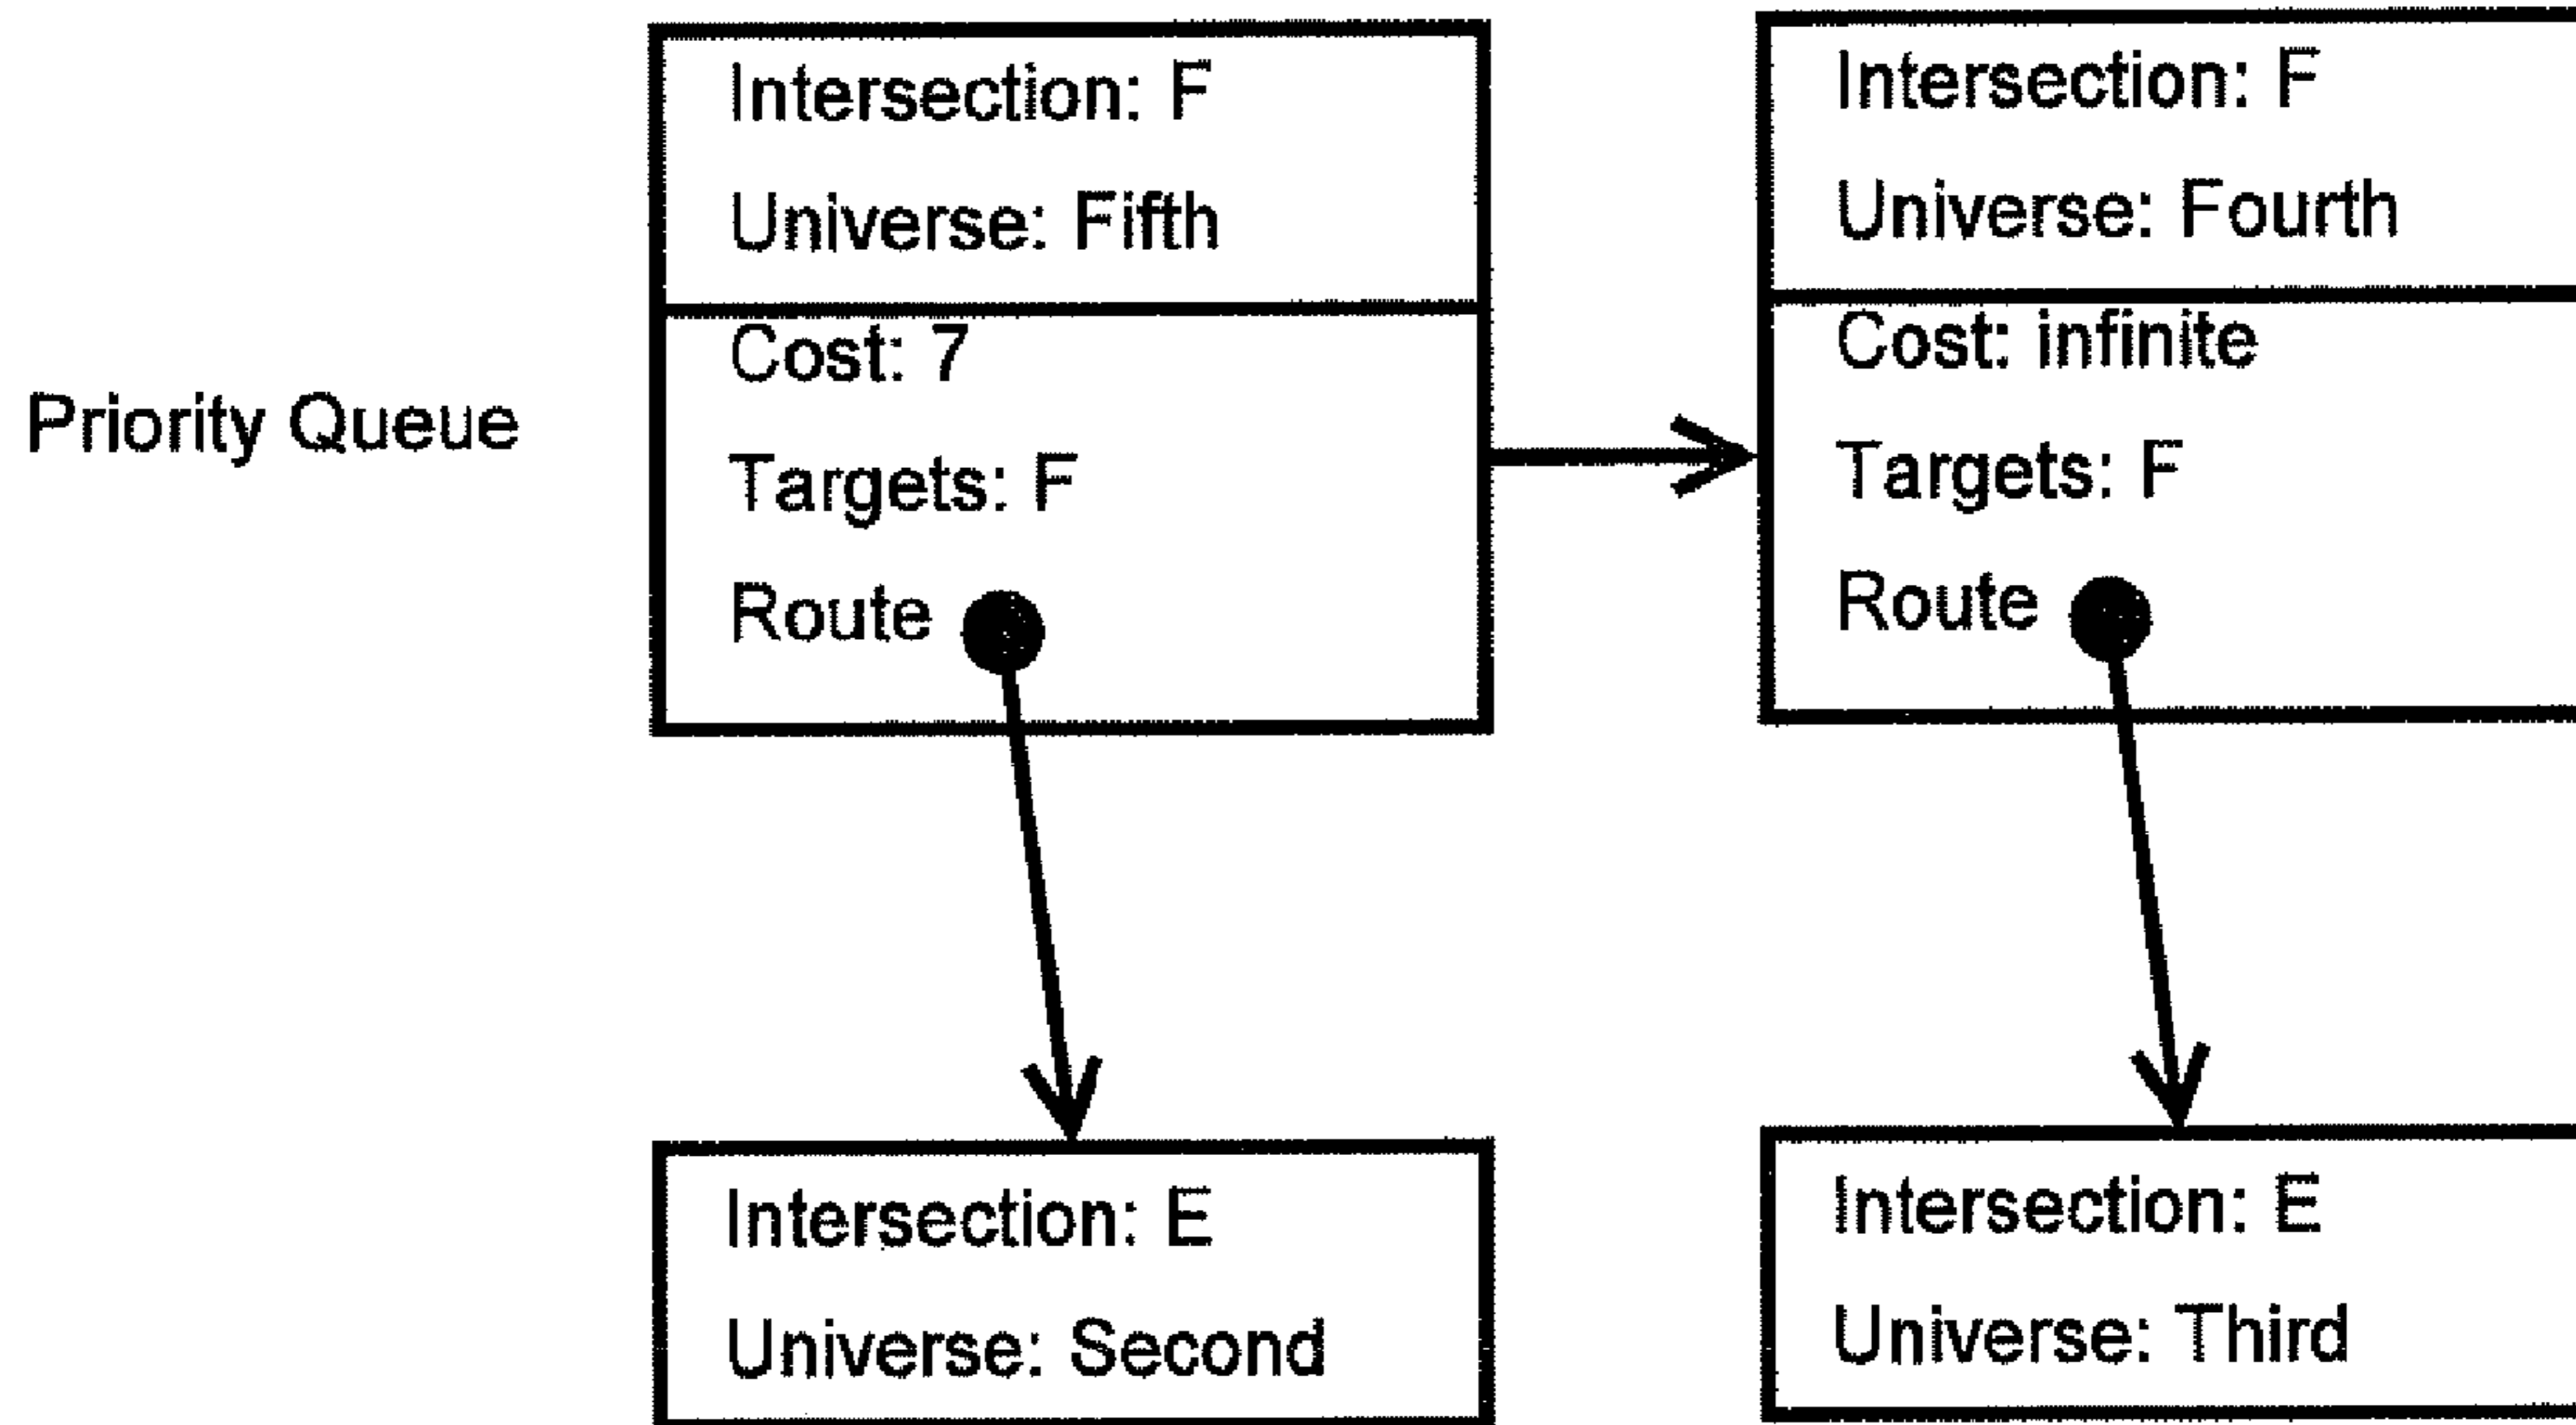 Priority Queue
Intersection: F
Universe: Fifth
Cost: 7
Targets: F
Route
Intersection: F
Universe: Fourth
Cost: infinite
Targets: F
Route
Intersection: E
Universe: Second
Intersection: E
Universe: Third